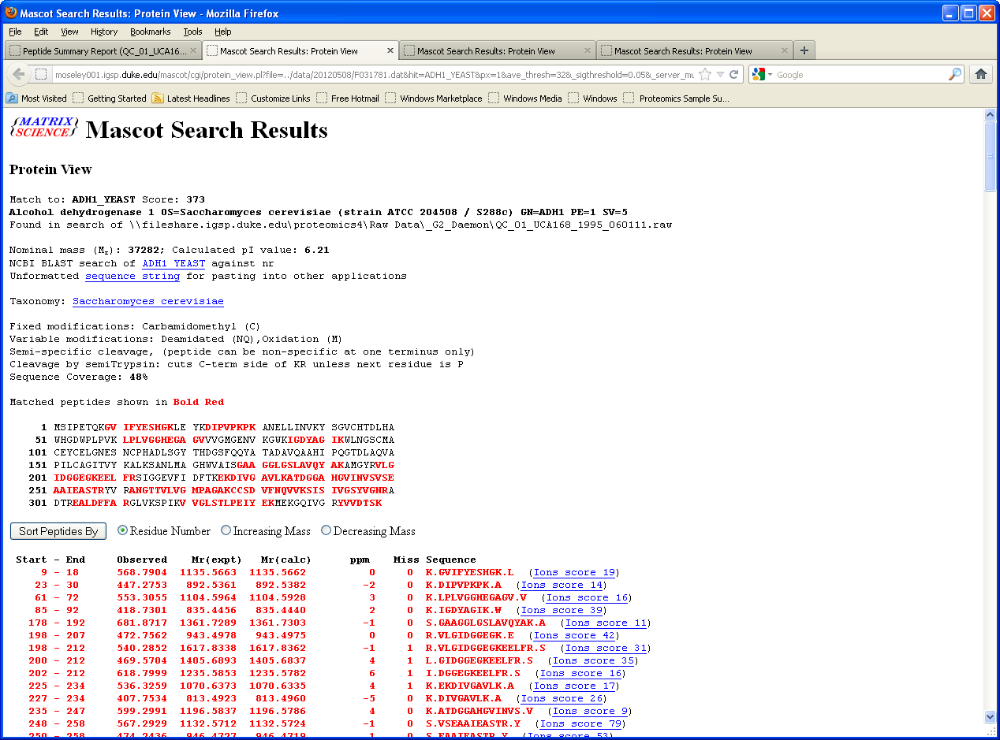 Mascot Search Results: Protein View - Mozilla Firefox
File Edit View History Bookmarks Tools Help
Peptide Summary Report (QC_01_UCA16... Mascot Search Results: Protein View Mascot Search Results: Protein View Mascot Search Results: Protein View
moseley001.igsp.duke.edu/mascot/cgi/protein_view.pl?file=../data/20120508/F031781.dat&hit=ADH1_YEAST&px=1&ave_thresh=32&_sigthreshold=0.05&_server_mu Google
Most Visited Getting Started Latest Headlines Customize Links Free Hotmail Windows Marketplace Windows Media Windows Proteomics Sample Su...
{MATRIX SCIENCE} Mascot Search Results
Protein View
Match to: ADH1_YEAST Score: 373
Alcohol dehydrogenase 1 OS=Saccharomyces cerevisiae (strain ATCC 204508 / S288c) GN=ADH1 PE=1 SV=5
Found in search of \\fileshare.igsp.duke.edu\proteomics4\Raw Data\_G2_Daemon\QC_01_UCA168_1995_060111.raw
Nominal mass (Mr): 37282; Calculated pI value: 6.21
NCBI BLAST search of ADH1_YEAST against nr
Unformatted sequence string for pasting into other applications
Taxonomy: Saccharomyces cerevisiae
Fixed modifications: Carbamidomethyl (C)
Variable modifications: Deamidated (NQ),Oxidation (M)
Semi-specific cleavage, (peptide can be non-specific at one terminus only)
Cleavage by semiTrypsin: cuts C-term side of KR unless next residue is P
Sequence Coverage: 48%
Matched peptides shown in Bold Red
1 MSIPETQKGV IFYESHGKLE YKDIPVPKPK ANELLINVKY SGVCHTDLHA
51 WHGDWPLPVK LPLVGGHEGA GVVVGMGENV KGWKIGDYAG IKWLNGSCMA
101 CEYCELGNES NCPHADLSGY THDGSFQQYA TADAVQAAHI PQGTDLAQVA
151 PILCAGITVY KALKSANLMA GHWVAISGAA GGLGSLAVQY AKAMGYRVLG
201 IDGGEGKEEL FRSIGGEVFI DFTKEKDIVG AVLKATDGGA HGVINVSVSE
251 AAIEASTRYV RANGTTVLVG MPAGAKCCSD VFNQVVKSIS IVGSYVGNRA
301 DTREALDFFA RGLVKSPIKV VGLSTLPEIY EKMEKGQIVG RYVVDTSK
Sort Peptides By Residue Number Increasing Mass Decreasing Mass
Start - End Observed Mr(expt) Mr(calc) ppm Miss Sequence
9 - 18 568.7904 1135.5663 1135.5662 0 0 K.GVIFYESHGK.L (Ions score 19)
23 - 30 447.2753 892.5361 892.5382 -2 0 K.DIPVPKPK.A (Ions score 14)
61 - 72 553.3055 1104.5964 1104.5928 3 0 K.LPLVGGHEGAGV.V (Ions score 16)
85 - 92 418.7301 835.4456 835.4440 2 0 K.IGDYAGIK.W (Ions score 39)
178 - 192 681.8717 1361.7289 1361.7303 -1 0 S.GAAGGLGSLAVQYAK.A (Ions score 11)
198 - 207 472.7562 943.4978 943.4975 0 0 R.VLGIDGGEGK.E (Ions score 42)
198 - 212 540.2852 1617.8338 1617.8362 -1 1 R.VLGIDGGEGKEELFR.S (Ions score 31)
200 - 212 469.5704 1405.6893 1405.6837 4 1 L.GIDGGEGKEELFR.S (Ions score 35)
202 - 212 618.7999 1235.5853 1235.5782 6 1 I.DGGEGKEELFR.S (Ions score 16)
225 - 234 536.3259 1070.6373 1070.6335 4 1 K.EKDIVGAVLK.A (Ions score 17)
227 - 234 407.7534 813.4923 813.4960 -5 0 K.DIVGAVLK.A (Ions score 26)
235 - 247 599.2991 1196.5837 1196.5786 4 0 K.ATDGGAHGVINVS.V (Ions score 9)
248 - 258 567.2929 1132.5712 1132.5724 -1 0 S.VSEAAIEASTR.Y (Ions score 79)
250 - 258 474.2436 946.4727 946.4719 1 0 S.EAAIEASTR.Y (Ions score 53)